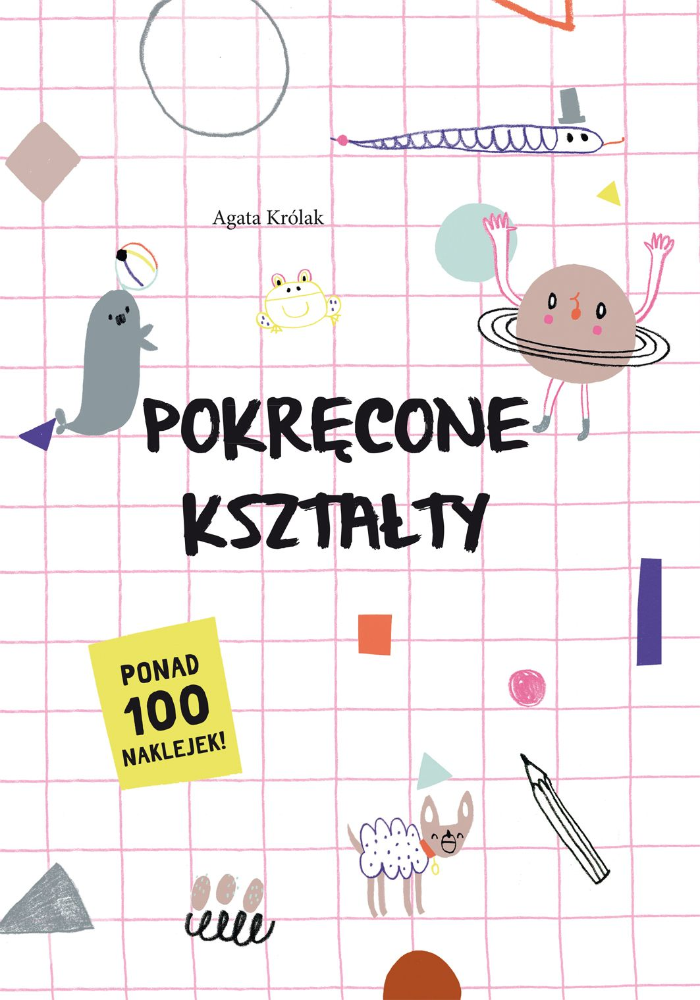 Agata Królak
POKRĘCONE
KSZTAŁTY
PONAD
100
NAKLEJEK!